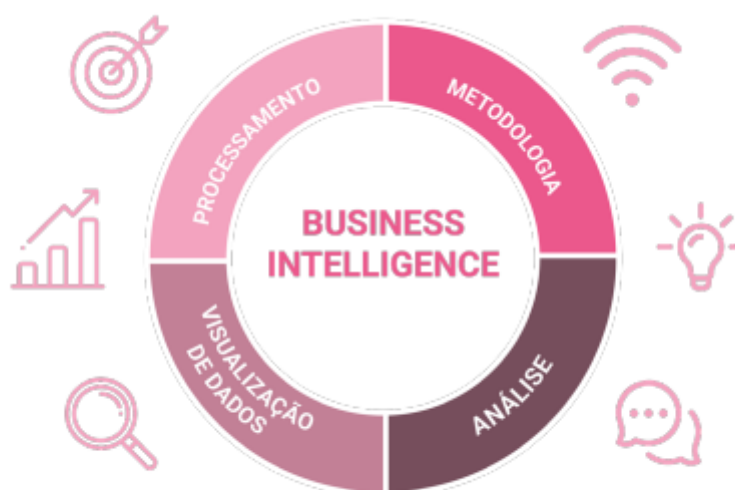 PROCESSAMENTO
METODOLOGIA
BUSINESS
INTELLIGENCE
VISUALIZAÇÃO
DE DADOS
ANÁLISE